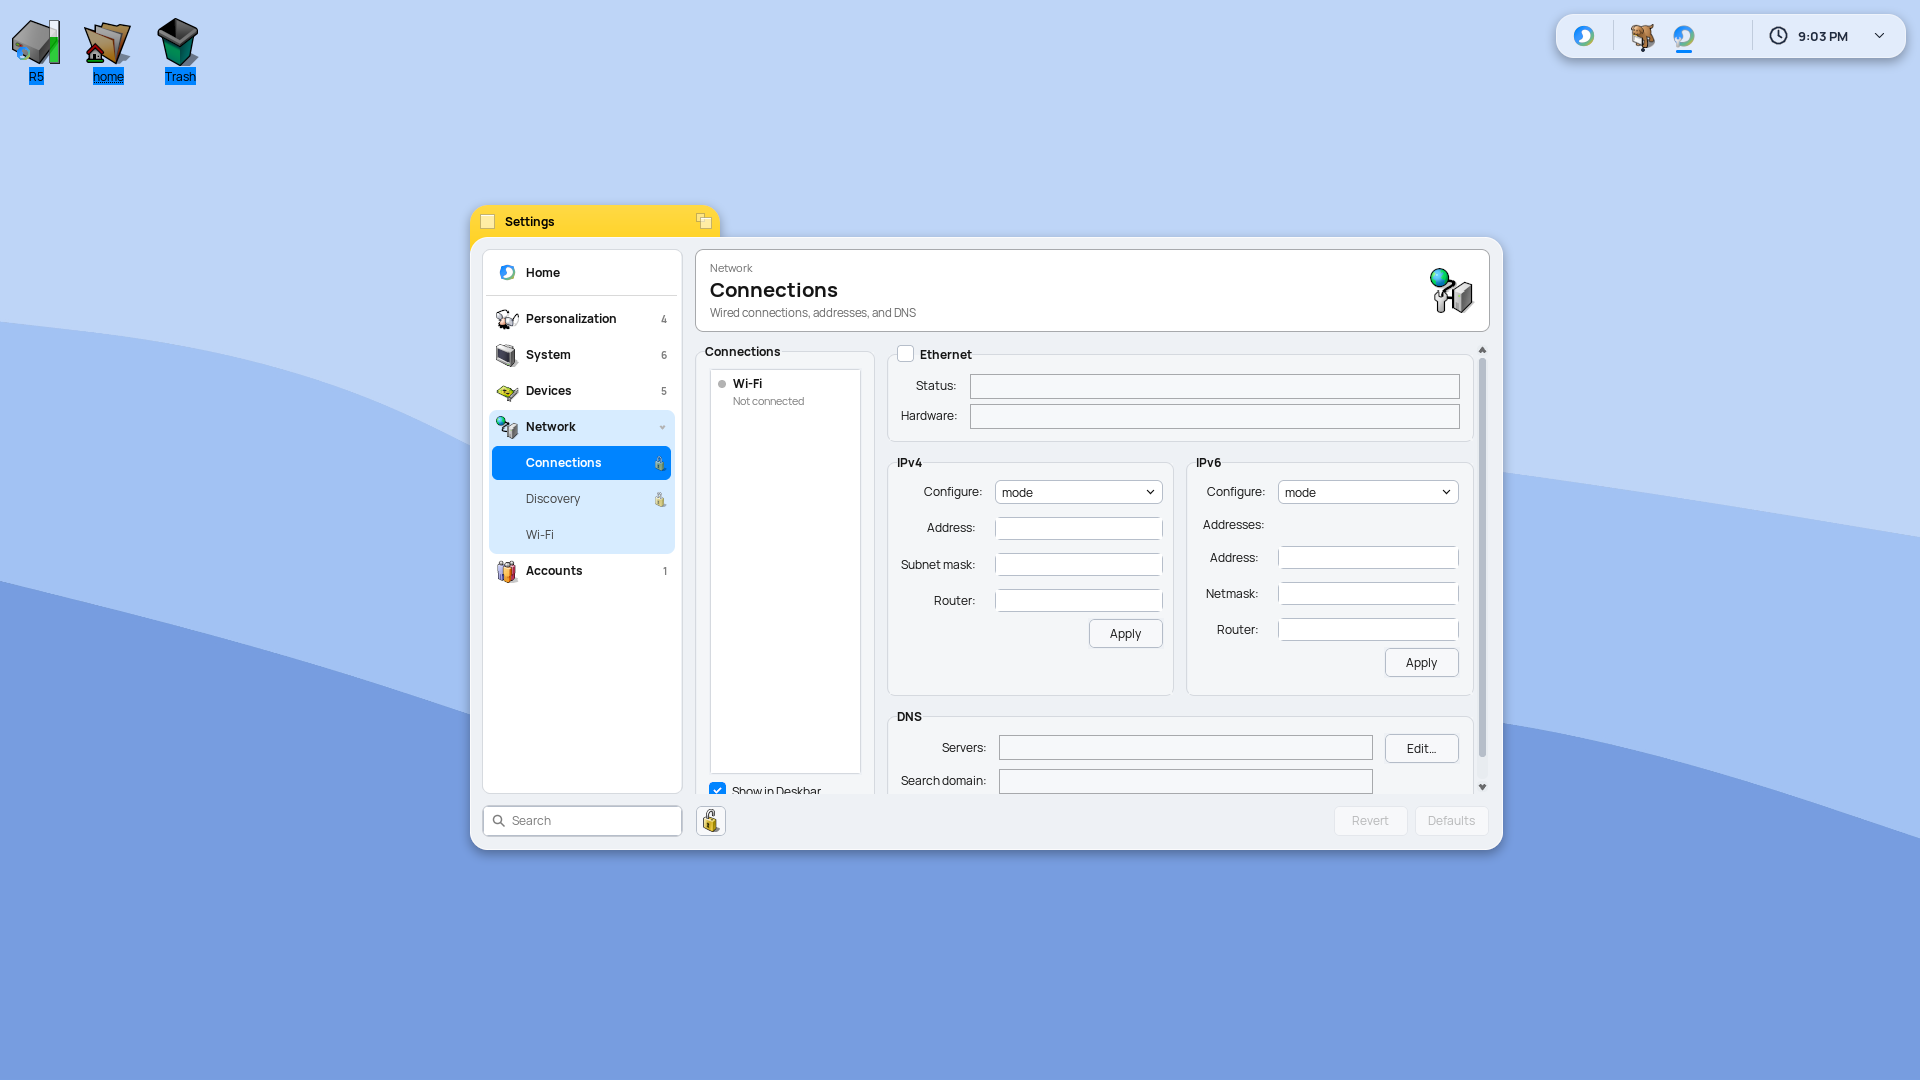 R5
home
Trash
9:03 PM
Settings
Home
Personalization 4
System 6
Devices 5
Network
Connections
Discovery
Wi-Fi
Accounts 1
Search
Network
Connections
Wired connections, addresses, and DNS
Connections
Wi-Fi
Not connected
Show in Deskbar
Ethernet
Status:
Hardware:
IPv4
Configure: mode
Address:
Subnet mask:
Router:
Apply
IPv6
Configure: mode
Addresses:
Address:
Netmask:
Router:
Apply
DNS
Servers:
Edit...
Search domain:
Revert
Defaults